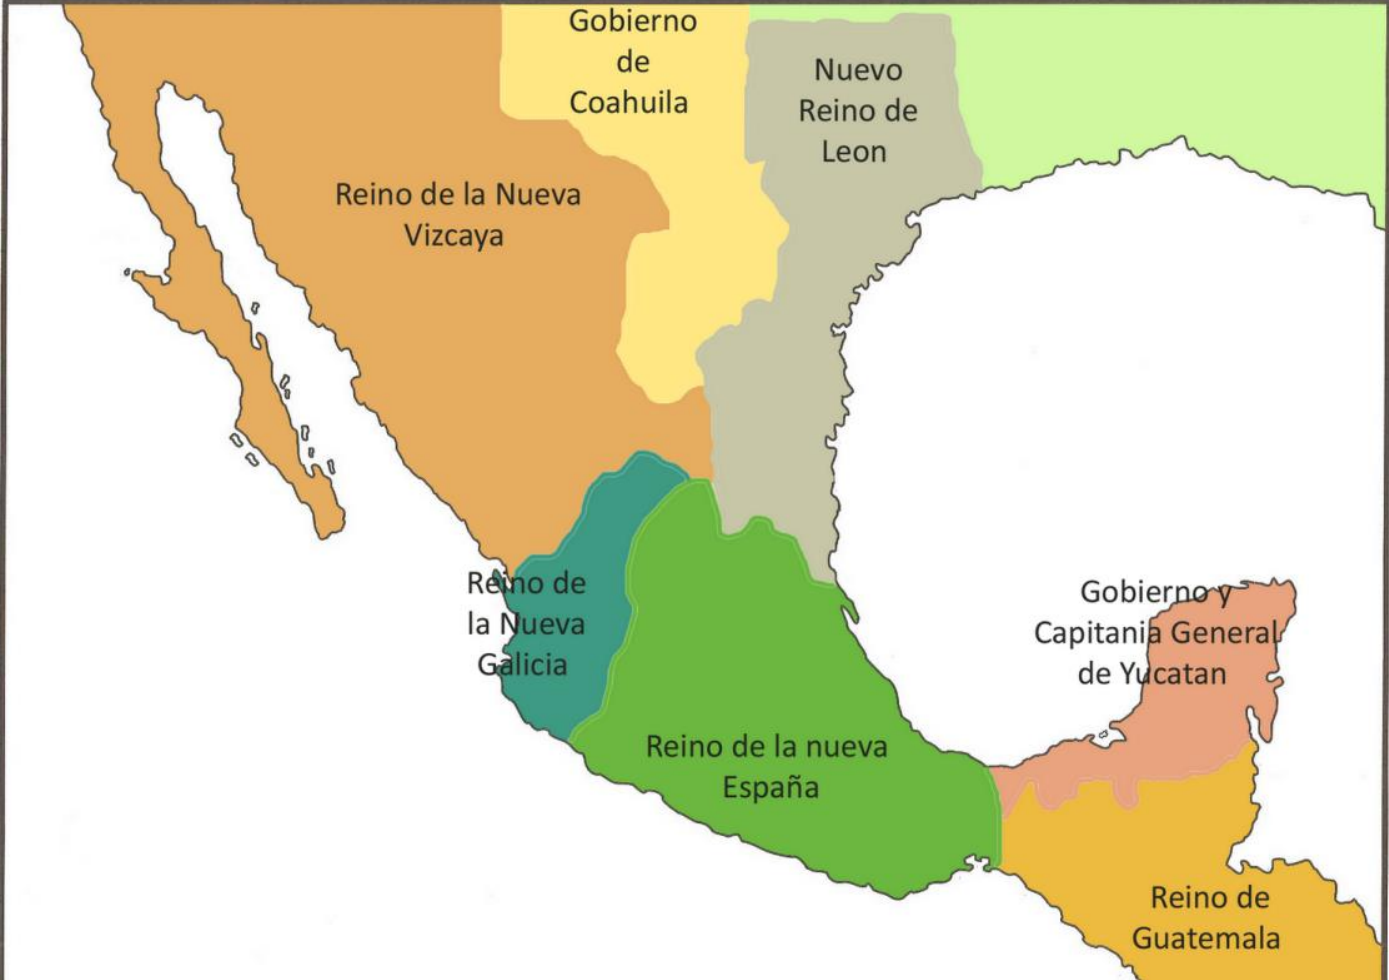 Gobierno
de
Coahuila
Nuevo
Reino de
Leon
Reino de la Nueva
Vizcaya
Reino de
la Nueva
Galicia
Gobierno y
Capitania General
de Yucatan
Reino de la nueva
España
Reino de
Guatemala